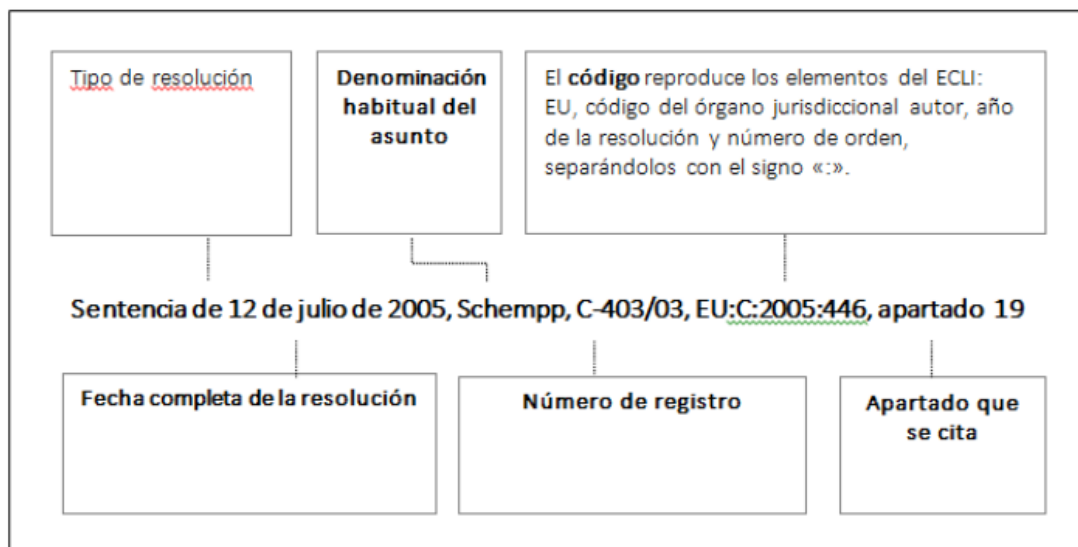 Tipo de resolución
Denominación
habitual del
asunto
El código reproduce los elementos del ECLI:
EU, código del órgano jurisdiccional autor, año
de la resolución y número de orden,
separándolos con el signo «:».
Sentencia de 12 de julio de 2005, Schempp, C-403/03, EU:C:2005:446, apartado 19
Fecha completa de la resolución
Número de registro
Apartado que
se cita